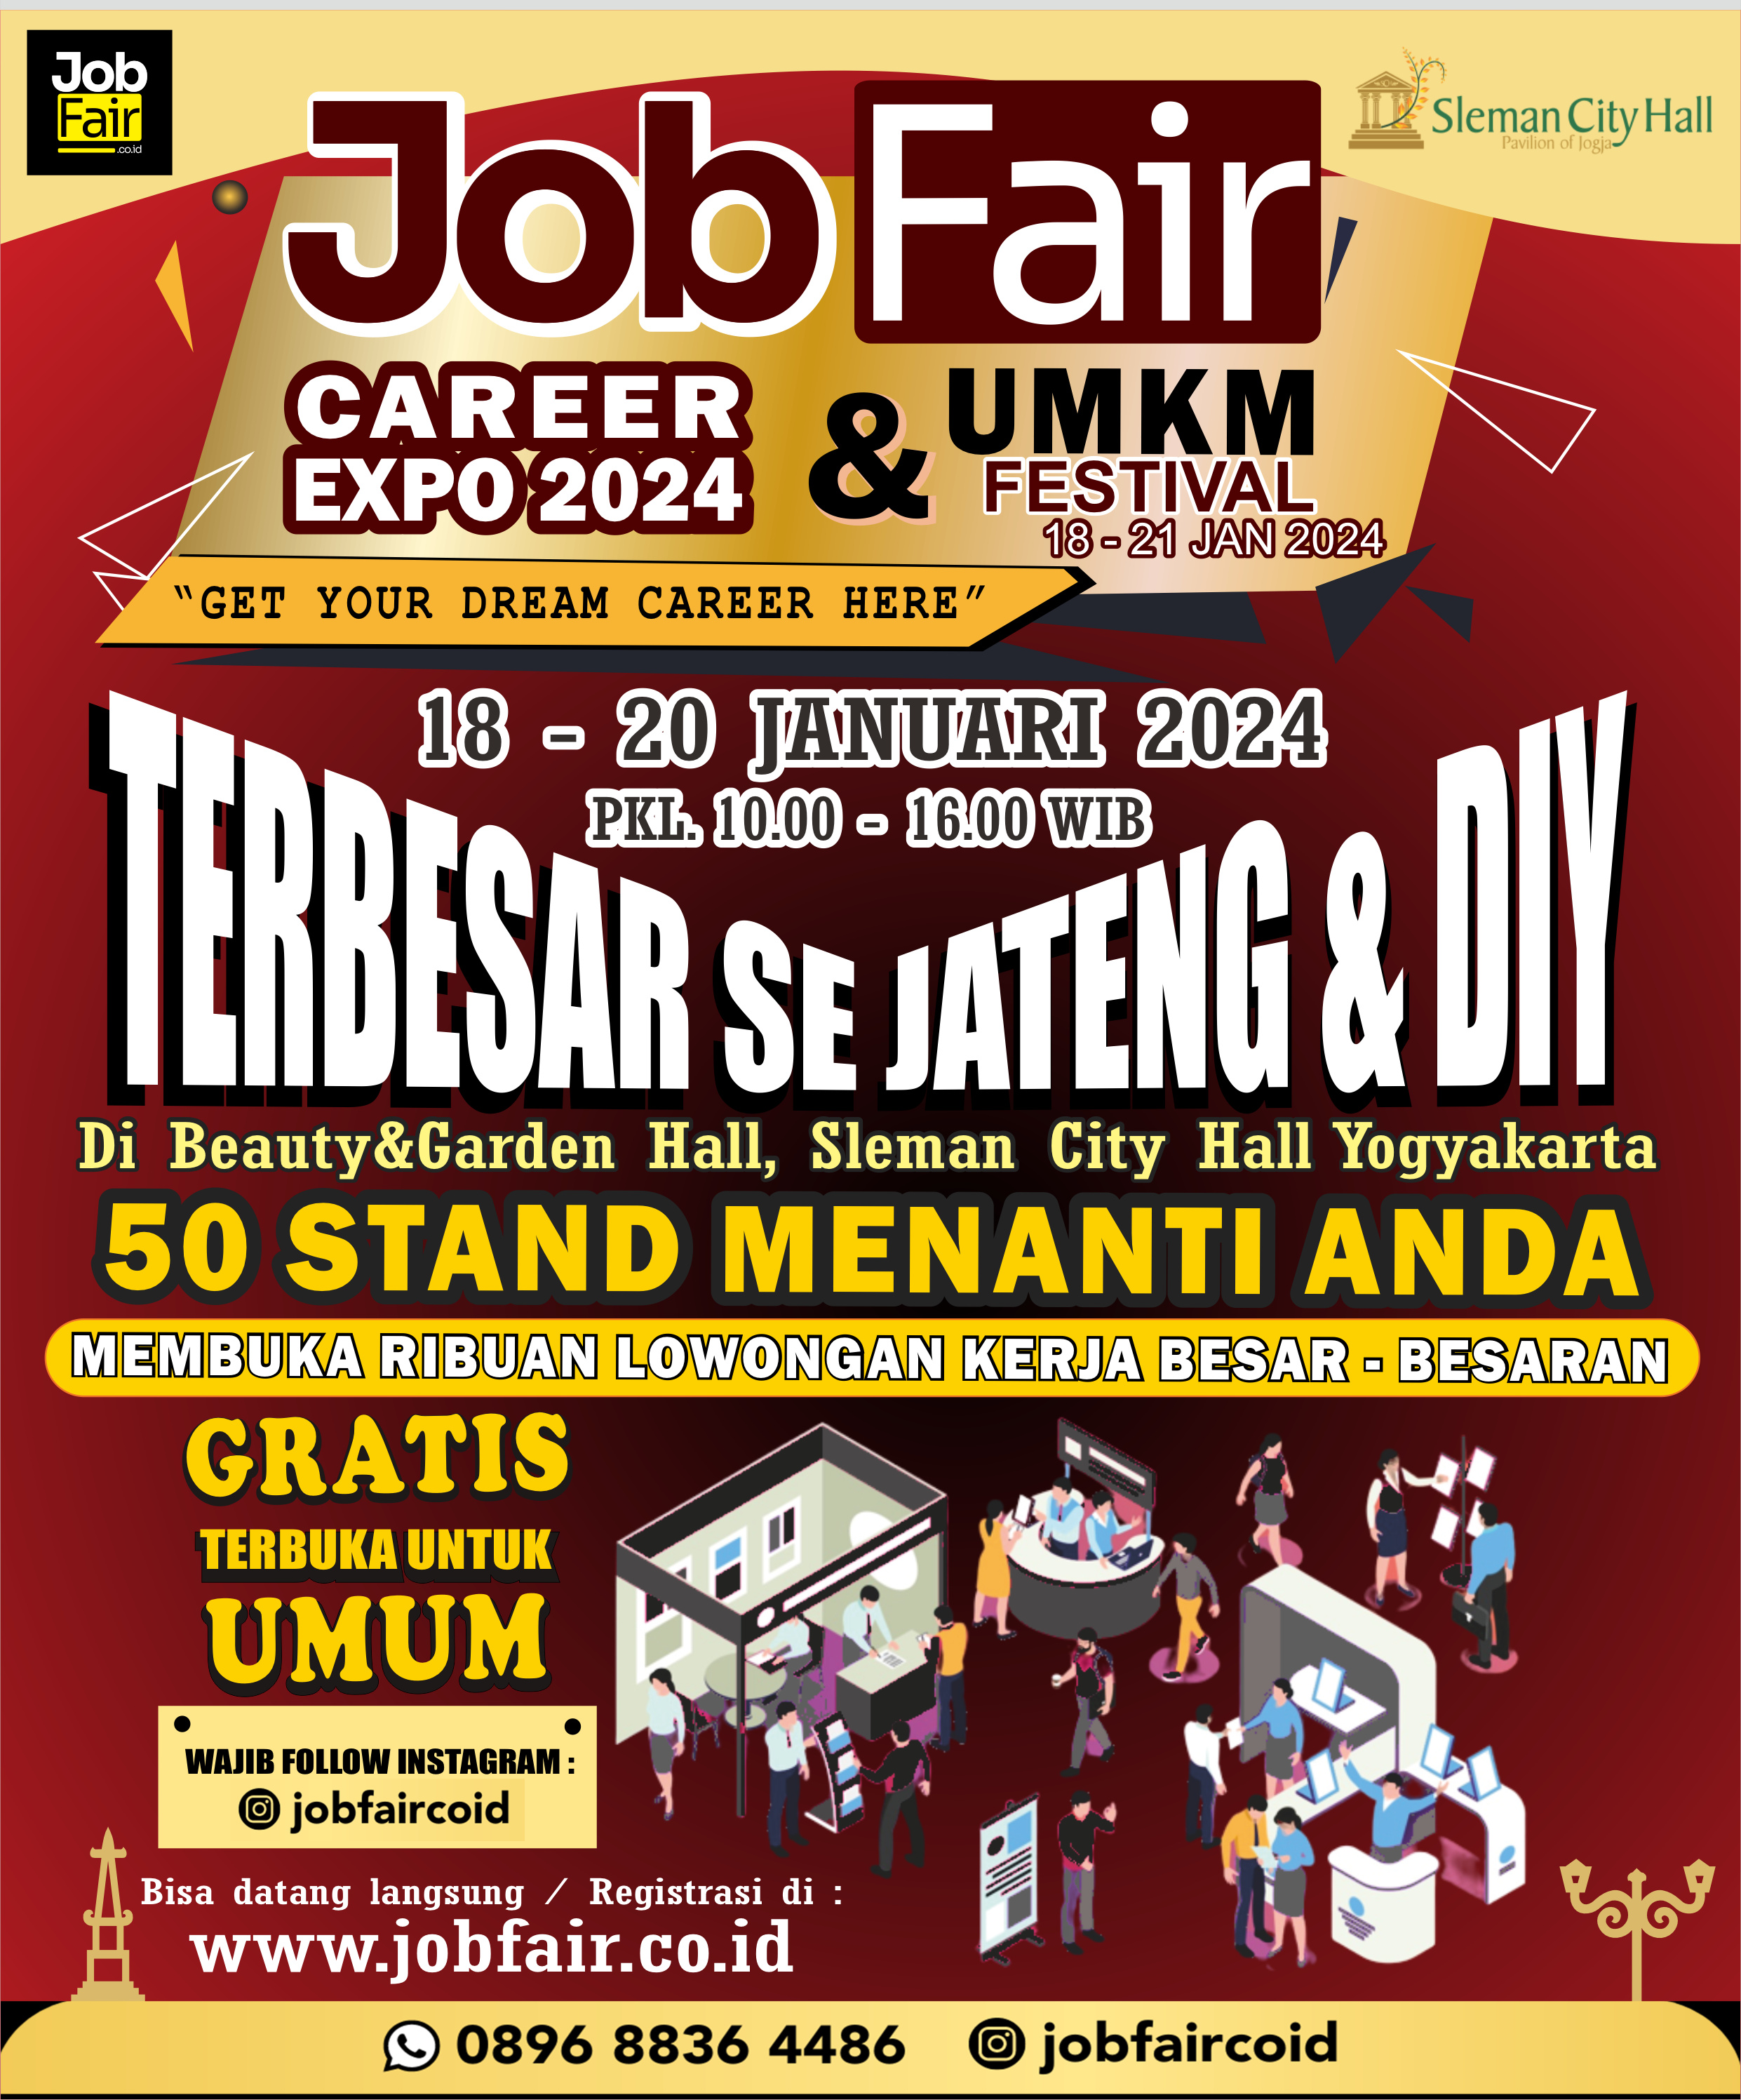 Job
Fair
.co.id
Sleman City Hall
Pavilion of Jogja
Job Fair
CAREER
EXPO 2024
&
UMKM
FESTIVAL
18 - 21 JAN 2024
“GET YOUR DREAM CAREER HERE”
18 - 20 JANUARI 2024
PKL. 10.00 - 16.00 WIB
TERBESAR SE JATENG & DIY
Di Beauty&Garden Hall, Sleman City Hall Yogyakarta
50 STAND MENANTI ANDA
MEMBUKA RIBUAN LOWONGAN KERJA BESAR - BESARAN
GRATIS
TERBUKA UNTUK
UMUM
WAJIB FOLLOW INSTAGRAM :
jobfaircoid
Bisa datang langsung / Registrasi di :
www.jobfair.co.id
0896 8836 4486 jobfaircoid